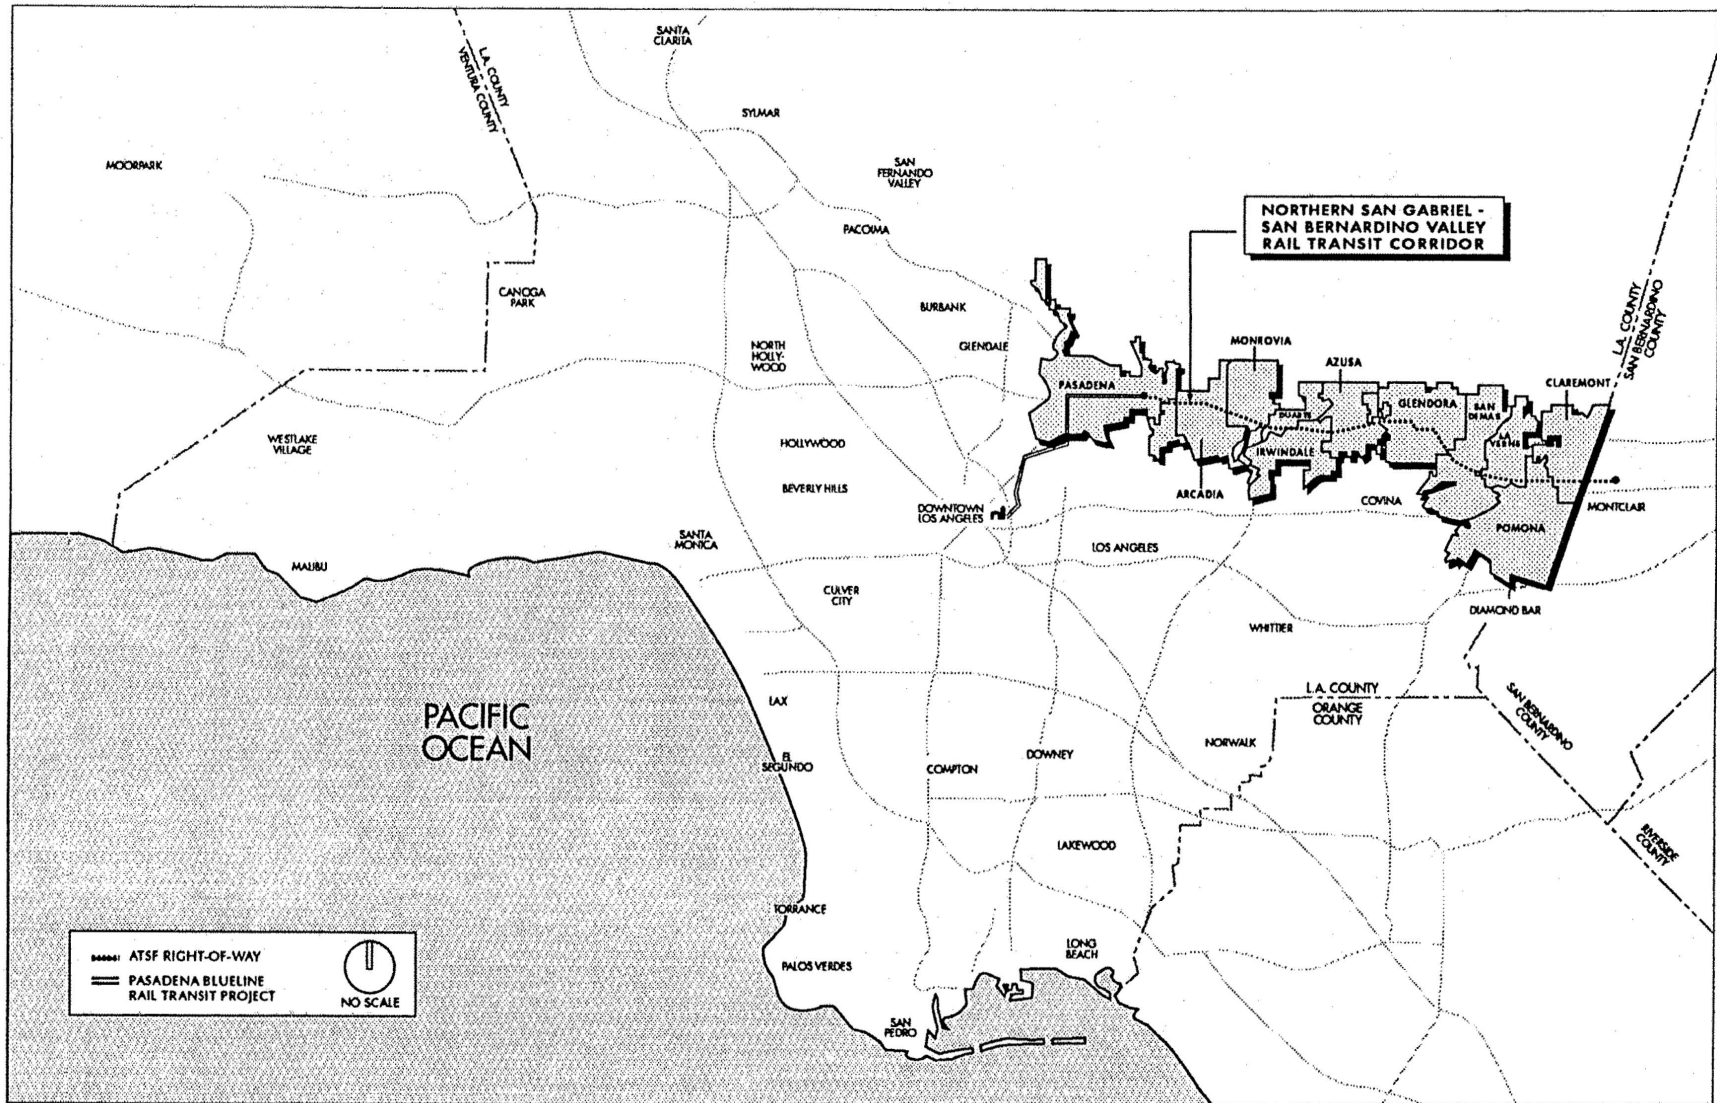 SANTA
CLARITA
L.A. COUNTY
VENTURA COUNTY
SYLMAR
MOORPARK
SAN
FERNANDO
VALLEY
PACOIMA
NORTHERN SAN GABRIEL -
SAN BERNARDINO VALLEY
RAIL TRANSIT CORRIDOR
CANOGA
PARK
BURBANK
L.A. COUNTY
SAN BERNARDINO
COUNTY
NORTH
HOLLY-
WOOD
GLENDALE
MONROVIA
AZUSA
CLAREMONT
PASADENA
GLENDORA
SAN
DIMAS
DUARTE
LA
VERNE
WESTLAKE
VILLAGE
HOLLYWOOD
IRWINDALE
BEVERLY HILLS
ARCADIA
COVINA
MONTCLAIR
DOWNTOWN
LOS ANGELES
POMONA
SANTA
MONICA
LOS ANGELES
MALIBU
CULVER
CITY
DIAMOND BAR
WHITTIER
LAX
L.A. COUNTY
ORANGE
COUNTY
SAN BERNARDINO
COUNTY
PACIFIC
OCEAN
NORWALK
EL
SEGUNDO
COMPTON
DOWNEY
LAKEWOOD
RIVERSIDE
COUNTY
TORRANCE
LONG
BEACH
PALOS VERDES
SAN
PEDRO
ATSF RIGHT-OF-WAY
PASADENA BLUELINE
RAIL TRANSIT PROJECT
NO SCALE